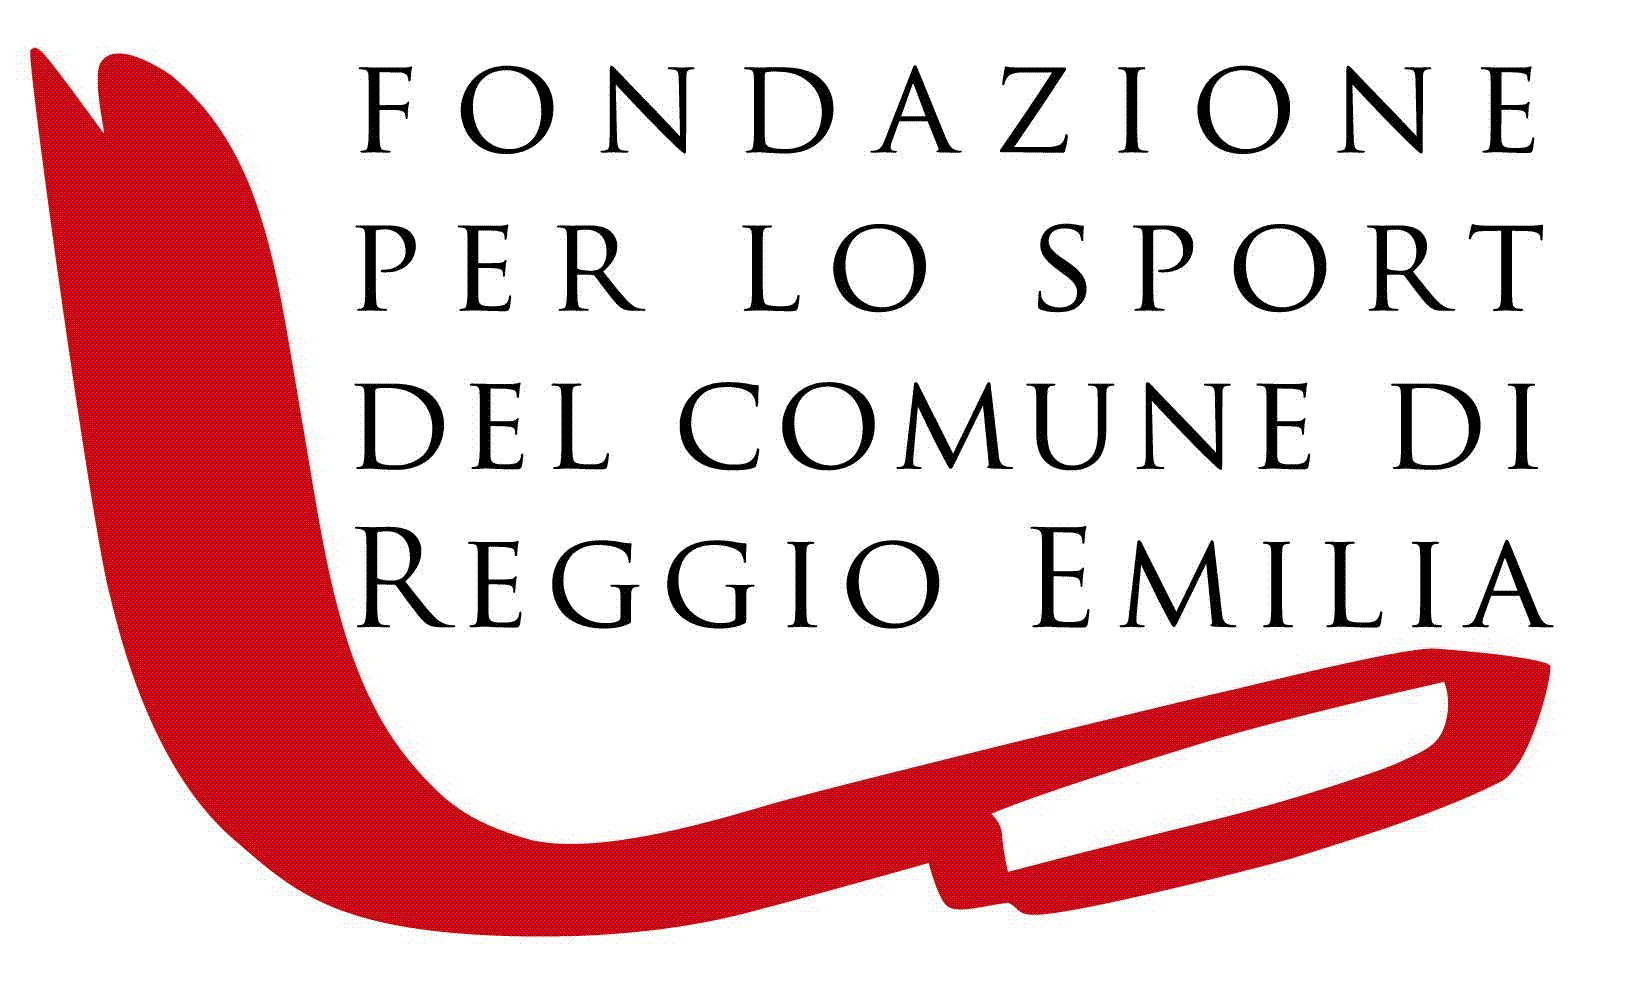 FONDAZIONE
PER LO SPORT
DEL COMUNE DI
REGGIO EMILIA